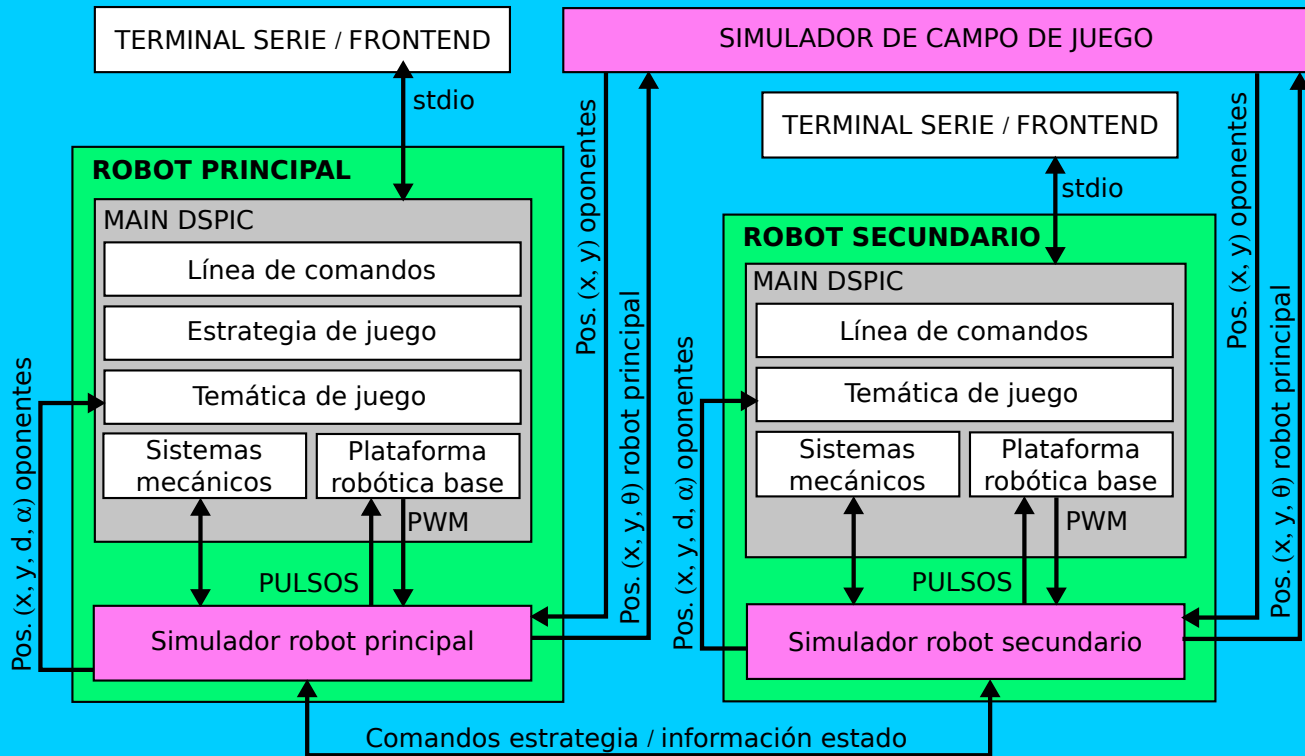 TERMINAL SERIE / FRONTEND
SIMULADOR DE CAMPO DE JUEGO
stdio
TERMINAL SERIE / FRONTEND
stdio
ROBOT PRINCIPAL
MAIN DSPIC
Línea de comandos
Estrategia de juego
Temática de juego
Sistemas
mecánicos
Plataforma
robótica base
PWM
PULSOS
Simulador robot principal
Pos. (x, y, d, α) oponentes
Pos. (x, y) oponentes
Pos. (x, y, θ) robot principal
ROBOT SECUNDARIO
MAIN DSPIC
Línea de comandos
Temática de juego
Sistemas
mecánicos
Plataforma
robótica base
PWM
PULSOS
Simulador robot secundario
Pos. (x, y, d, α) oponentes
Pos. (x, y) oponentes
Pos. (x, y, θ) robot principal
Comandos estrategia / información estado